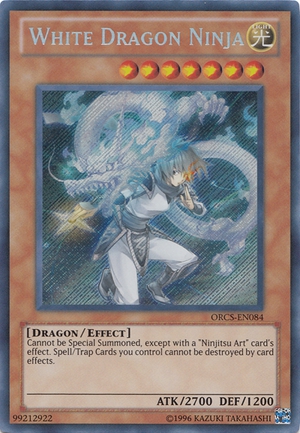 WHITE DRAGON NINJA
LIGHT
光
ORCS-EN084
[DRAGON/EFFECT]
Cannot be Special Summoned, except with a "Ninjitsu Art" card's
effect. Spell/Trap Cards you control cannot be destroyed by card
effects.
ATK/2700 DEF/1200
99212922
©1996 KAZUKI TAKAHASHI